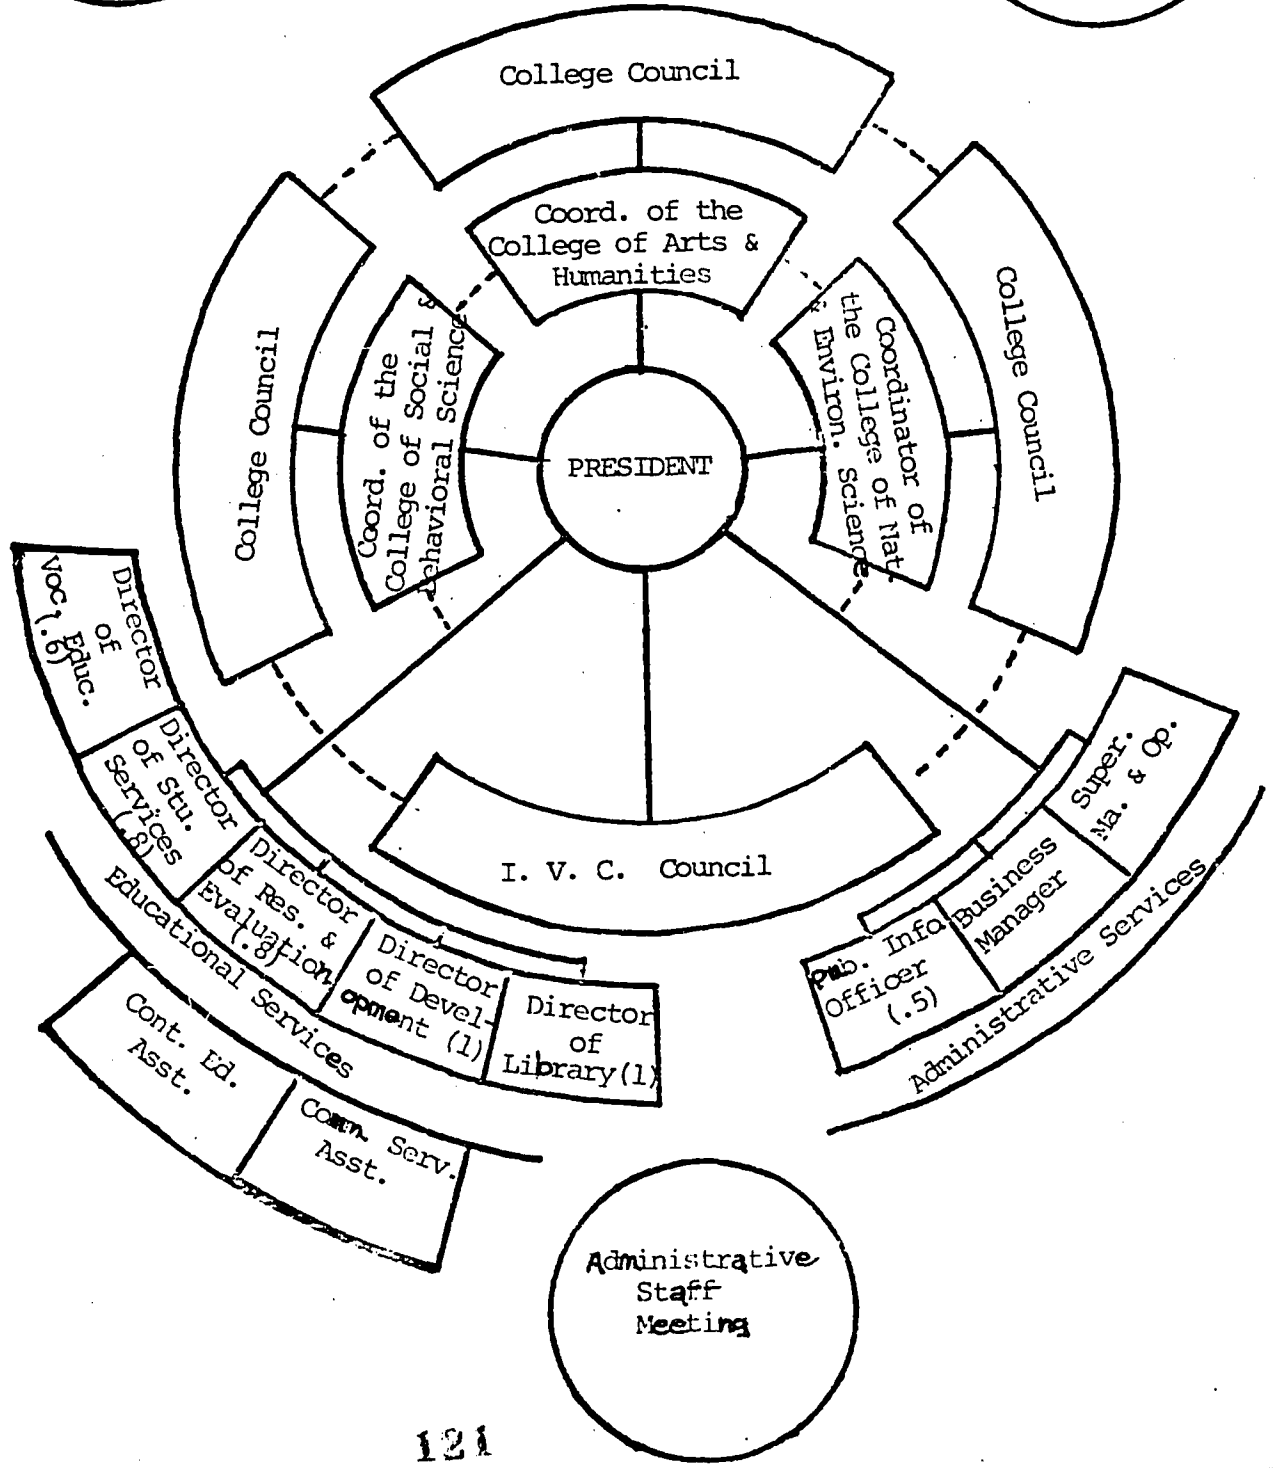 College Council
Coord. of the
College of Arts &
Humanities
College Council
Coord. of the
College of Social &
Behavioral Science
PRESIDENT
Coordinator of
the College of Nat
& Environ. Science
College Council
Director
of
Voc. Educ.
(.6)
Director
of Stu.
Services
(.8)
Director
of Res. &
Evaluation
(.8)
Director
of Devel-
opment (1)
Director
of
Library(1)
I. V. C. Council
Super.
Ma. & Op.
Business
Manager
Pub. Info
Officer
(.5)
Educational Services
Administrative Services
Cont. Ed.
Asst.
Comm. Serv.
Asst.
Administrative
Staff
Meeting
121